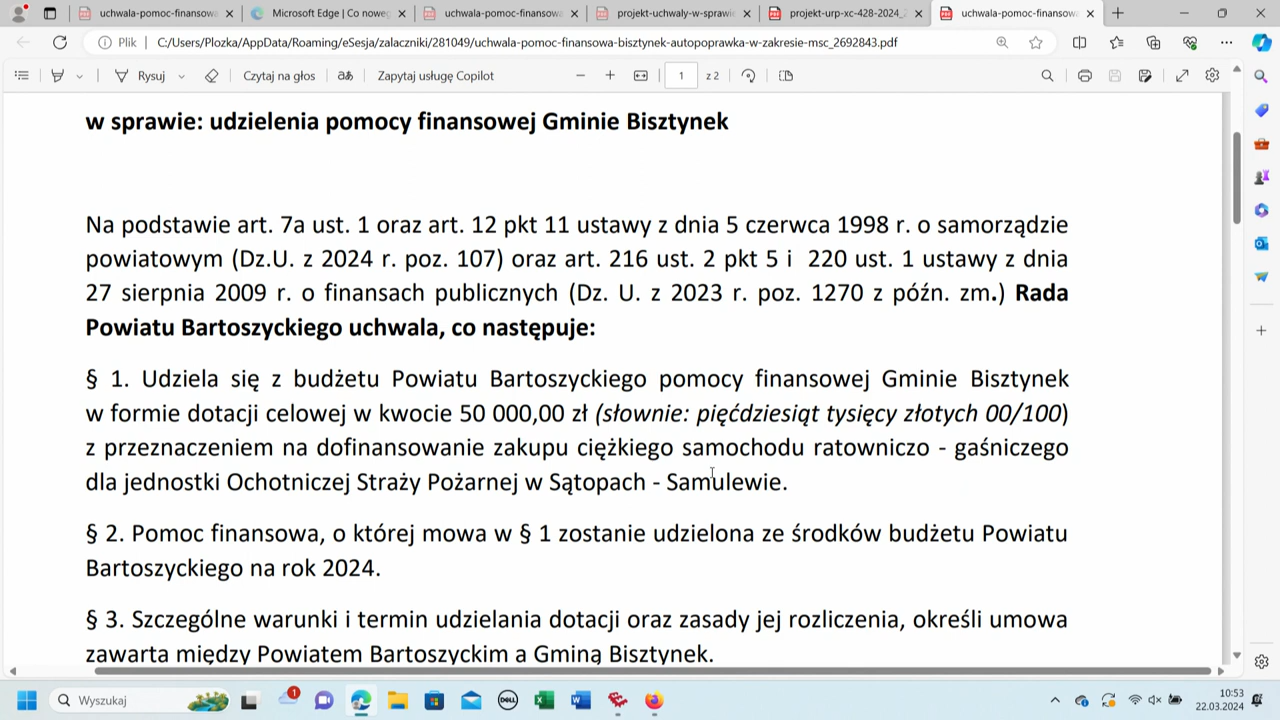 uchwala-pomoc-finansowa
Microsoft Edge | Co nowe
uchwala-pomoc-finansowa
projekt-uchwaly-w-sprawie
projekt-urp-xc-428-2024_2
uchwala-pomoc-finansowa
Plik C:/Users/Plozka/AppData/Roaming/eSesja/zalaczniki/281049/uchwala-pomoc-finansowa-bisztynek-autopoprawka-w-zakresie-msc_2692843.pdf
Rysuj Czytaj na głos aあ Zapytaj usługę Copilot 1 z 2
w sprawie: udzielenia pomocy finansowej Gminie Bisztynek
Na podstawie art. 7a ust. 1 oraz art. 12 pkt 11 ustawy z dnia 5 czerwca 1998 r. o samorządzie
powiatowym (Dz.U. z 2024 r. poz. 107) oraz art. 216 ust. 2 pkt 5 i 220 ust. 1 ustawy z dnia
27 sierpnia 2009 r. o finansach publicznych (Dz. U. z 2023 r. poz. 1270 z późn. zm.) Rada
Powiatu Bartoszyckiego uchwala, co następuje:
§ 1. Udziela się z budżetu Powiatu Bartoszyckiego pomocy finansowej Gminie Bisztynek
w formie dotacji celowej w kwocie 50 000,00 zł (słownie: pięćdziesiąt tysięcy złotych 00/100)
z przeznaczeniem na dofinansowanie zakupu ciężkiego samochodu ratowniczo - gaśniczego
dla jednostki Ochotniczej Straży Pożarnej w Sątopach - Samulewie.
§ 2. Pomoc finansowa, o której mowa w § 1 zostanie udzielona ze środków budżetu Powiatu
Bartoszyckiego na rok 2024.
§ 3. Szczególne warunki i termin udzielania dotacji oraz zasady jej rozliczenia, określi umowa
zawarta między Powiatem Bartoszyckim a Gminą Bisztynek.
Wyszukaj
1
DELL
10:53
22.03.2024